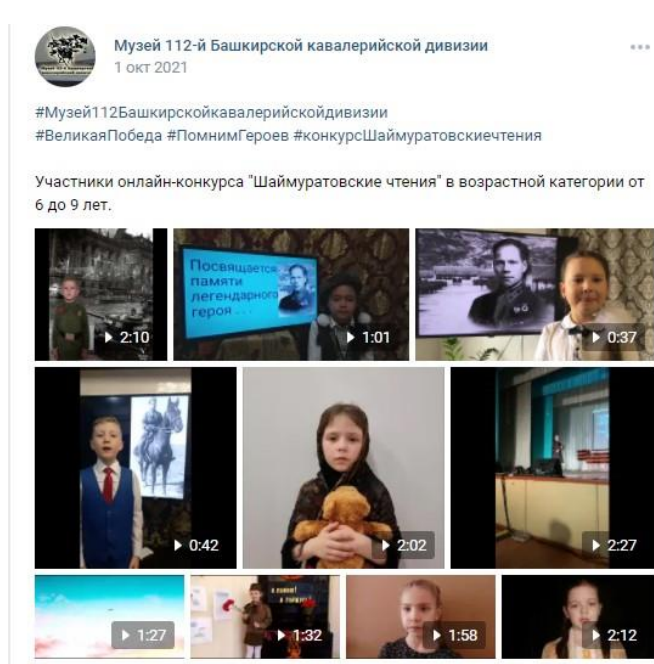 Музей 112-й Башкирской кавалерийской дивизии
1 окт 2021
#Музей112Башкирскойкавалерийскойдивизии
#ВеликаяПобеда #ПомнимГероев #конкурсШаймуратовскиечтения
Участники онлайн-конкурса "Шаймуратовские чтения" в возрастной категории от
6 до 9 лет.
Посвящается
памяти
легендарного
героя . . .
2:10
1:01
0:37
0:42
2:02
2:27
1:27
1:32
1:58
2:12